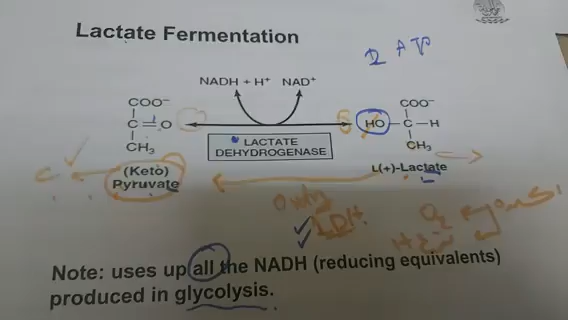 Lactate Fermentation
2 ATP
NADH + H⁺ NAD⁺
COO⁻
C = O
CH₃
(Keto)
Pyruvate
LACTATE
DEHYDROGENASE
COO⁻
HO – C – H
CH₃
L(+)-Lactate
LDH
O₂
Note: uses up all the NADH (reducing equivalents)
produced in glycolysis.